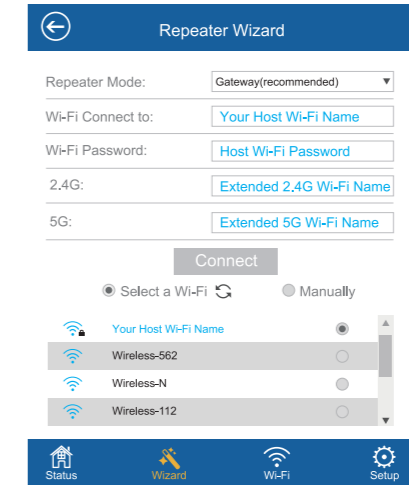 Repeater Wizard
Repeater Mode: Gateway(recommended)
Wi-Fi Connect to: Your Host Wi-Fi Name
Wi-Fi Password: Host Wi-Fi Password
2.4G: Extended 2.4G Wi-Fi Name
5G: Extended 5G Wi-Fi Name
Connect
Select a Wi-Fi Manually
Your Host Wi-Fi Name
Wireless-562
Wireless-N
Wireless-112
Status Wizard Wi-Fi Setup